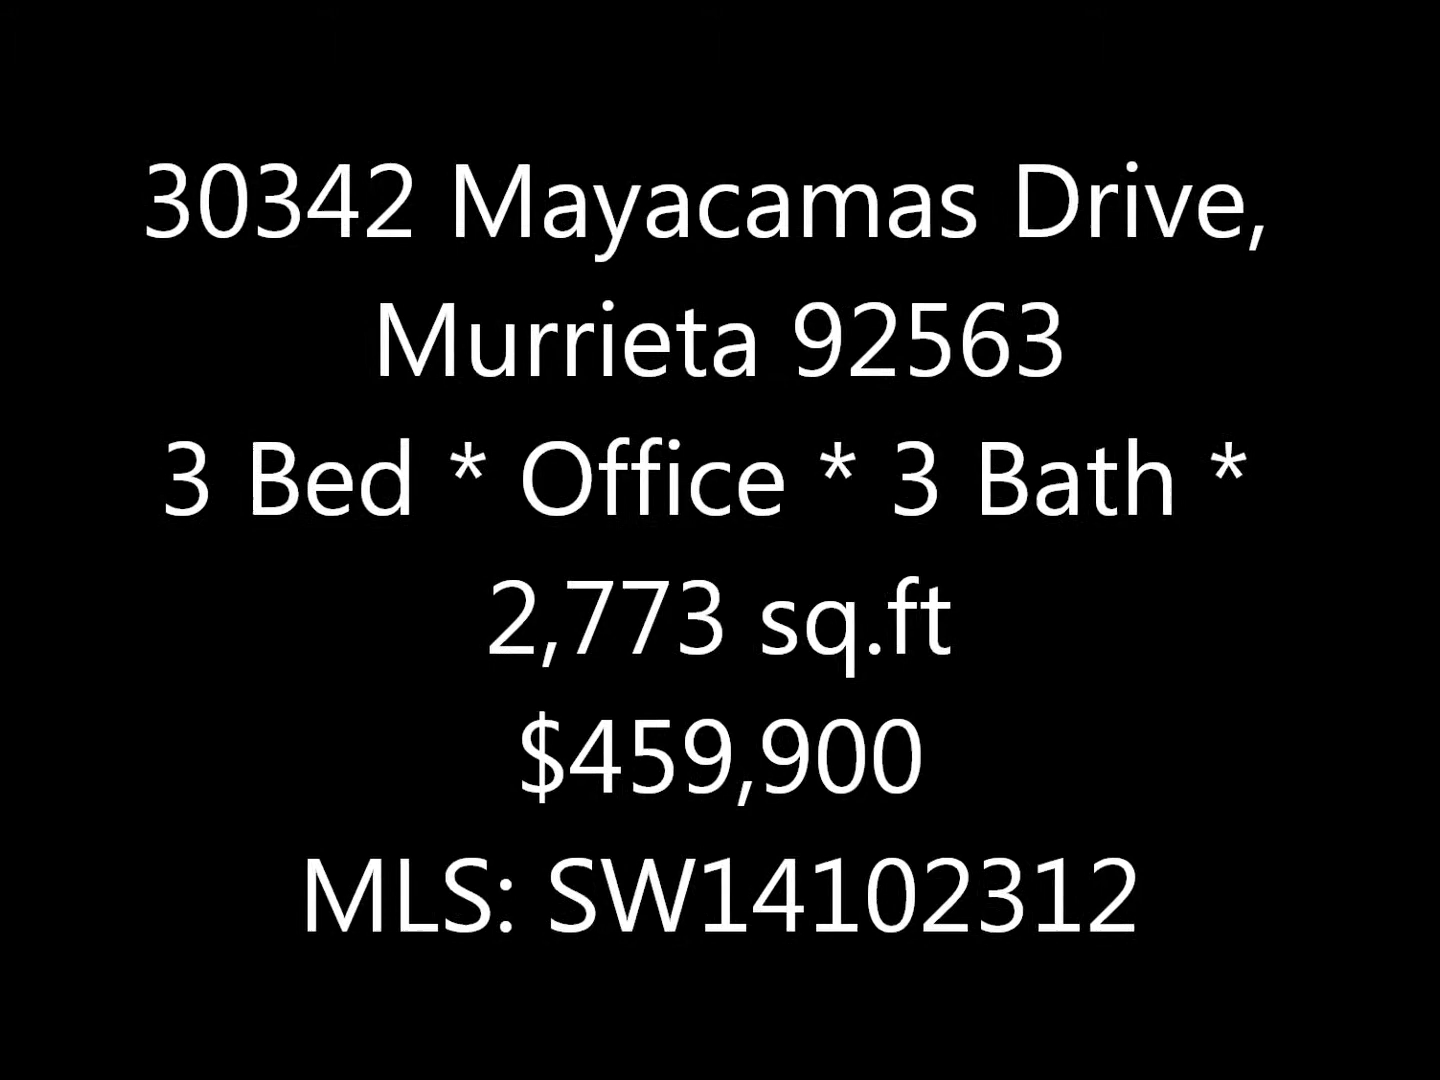 30342 Mayacamas Drive,
Murrieta 92563
3 Bed * Office * 3 Bath *
2,773 sq.ft
$459,900
MLS: SW14102312